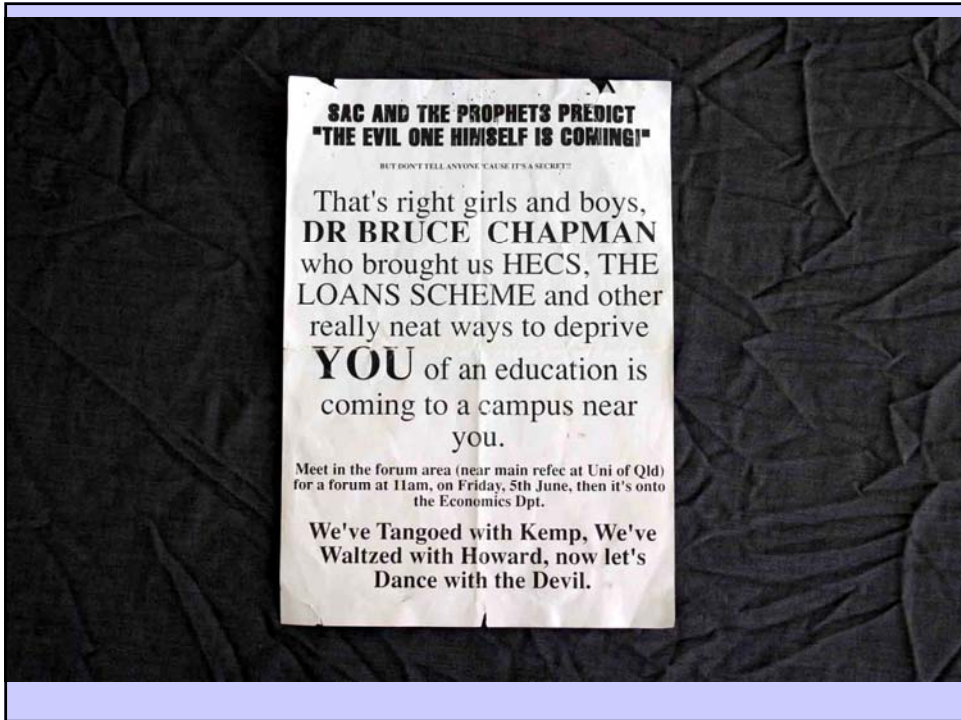 SAC AND THE PROPHETS PREDICT
"THE EVIL ONE HIMSELF IS COMING!"
BUT DON'T TELL ANYONE 'CAUSE IT'S A SECRET!!
That's right girls and boys,
DR BRUCE CHAPMAN
who brought us HECS, THE
LOANS SCHEME and other
really neat ways to deprive
YOU of an education is
coming to a campus near
you.
Meet in the forum area (near main refec at Uni of Qld)
for a forum at 11am, on Friday, 5th June, then it's onto
the Economics Dpt.
We've Tangoed with Kemp, We've
Waltzed with Howard, now let's
Dance with the Devil.